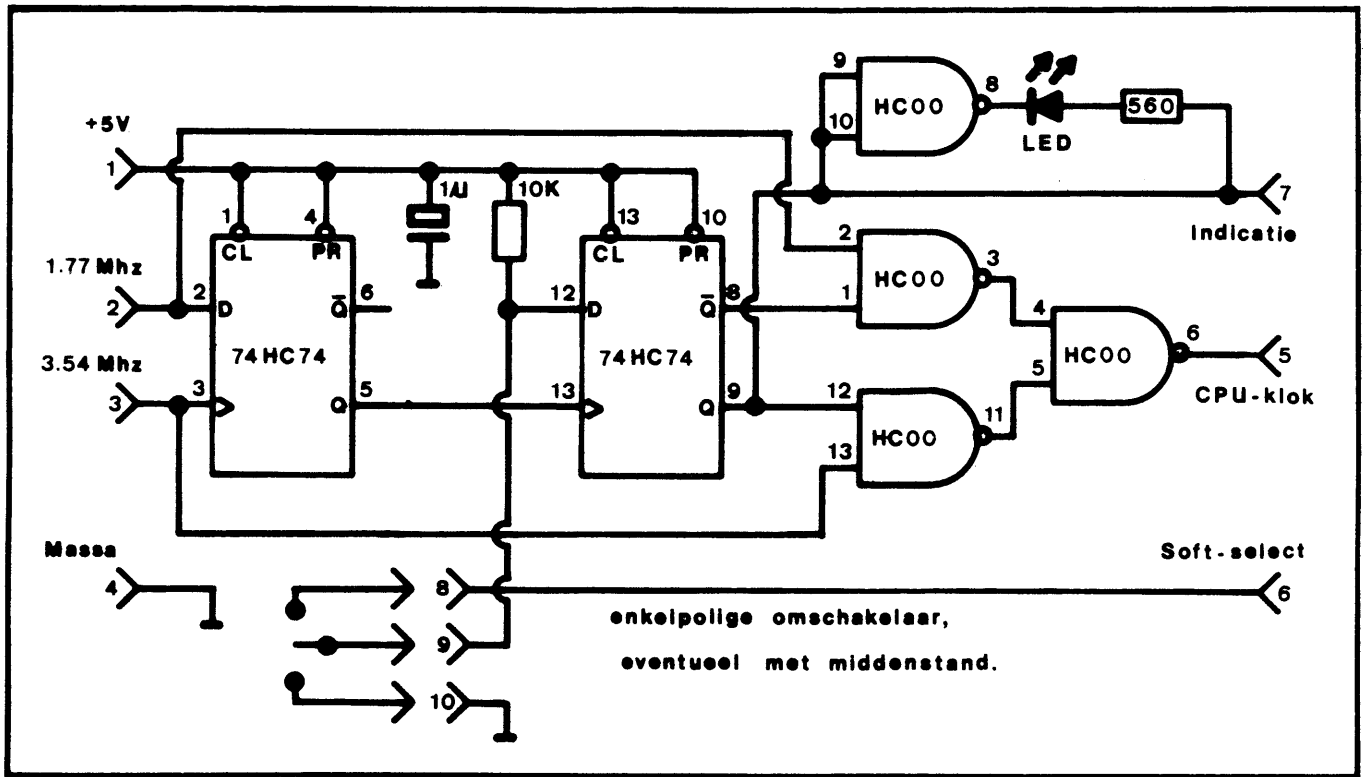 9
HC00
8
560
10
LED
+5V
1
1µ
10K
7
Indicatie
1
4
13
10
CL
PR
CL
PR
2
3
1.77 Mhz
2
2
D
Q̅
6
12
D
Q̅
8
1
HC00
4
HC00
6
5
CPU-klok
74HC74
74HC74
3.54 Mhz
3
3
Q
5
13
Q
9
12
HC00
11
5
13
Massa
4
Soft-select
8
6
enkelpolige omschakelaar,
9
eventueel met middenstand.
10